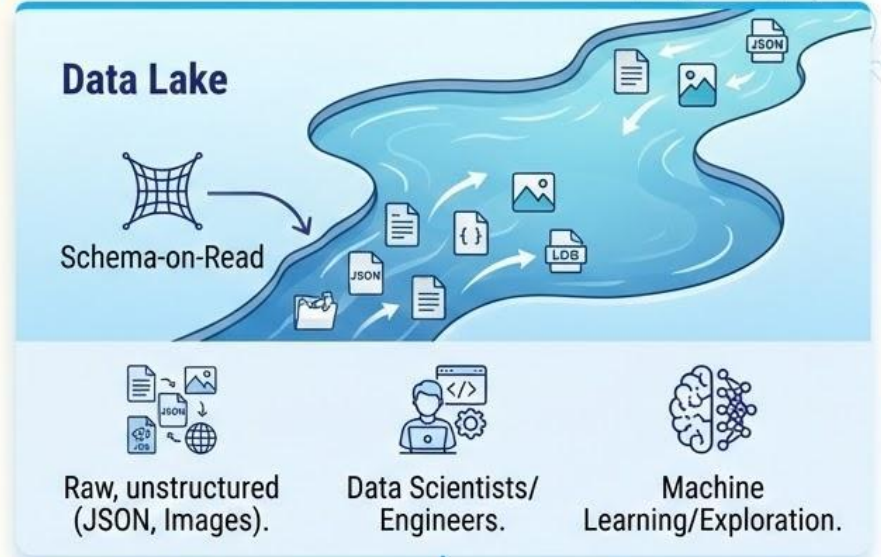 Data Lake
JSON
Schema-on-Read
{ }
LDB
JSON
JSON
Raw, unstructured
(JSON, Images).
Data Scientists/
Engineers.
</>
Machine
Learning/Exploration.